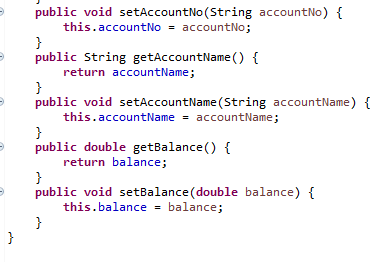 }
public void setAccountNo(String accountNo) {
this.accountNo = accountNo;
}
public String getAccountName() {
return accountName;
}
public void setAccountName(String accountName) {
this.accountName = accountName;
}
public double getBalance() {
return balance;
}
public void setBalance(double balance) {
this.balance = balance;
}
}